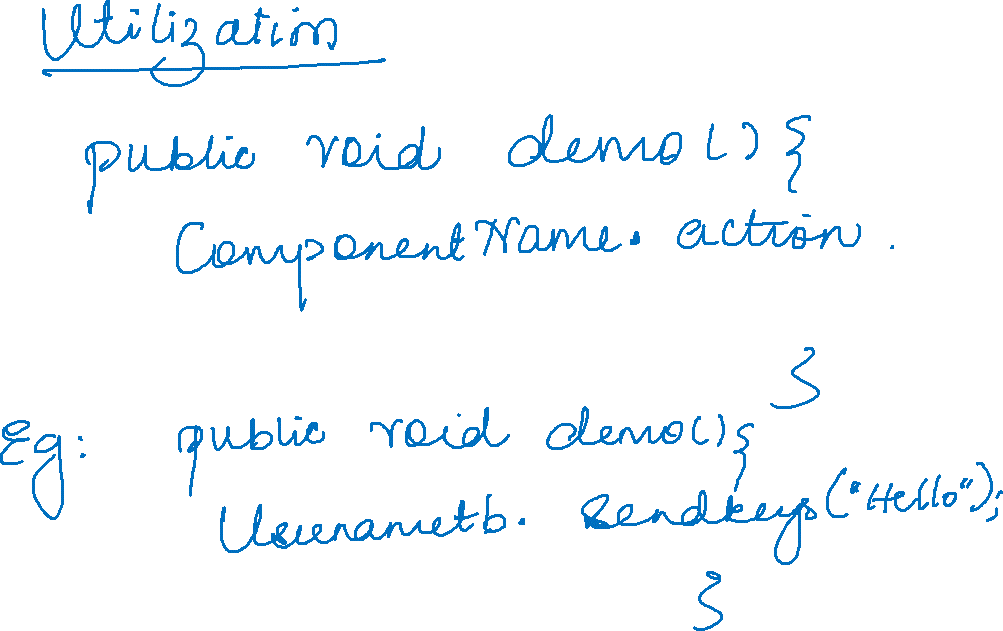 Utilization
public void demo() {
ComponentName. action.
}
Eg: public void demo() {
Usernametb. Sendkeys("Hello");
}